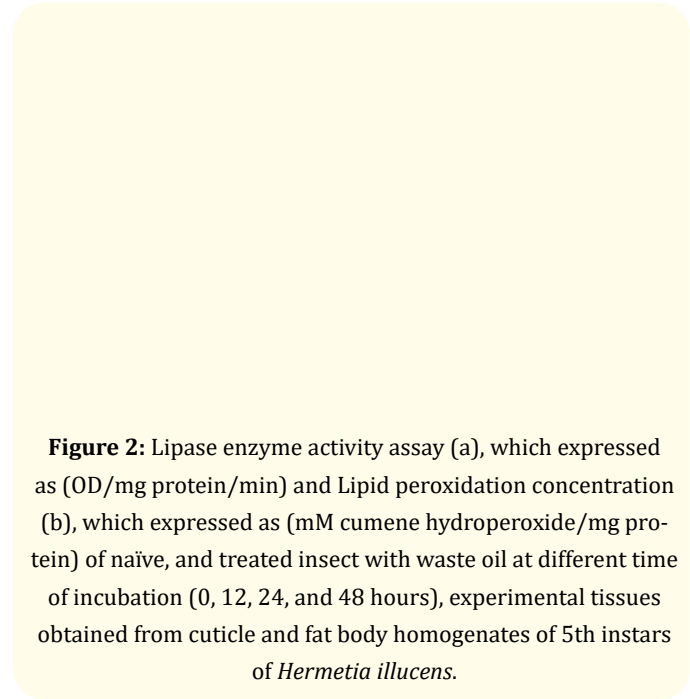 Figure 2: Lipase enzyme activity assay (a), which expressed
as (OD/mg protein/min) and Lipid peroxidation concentration
(b), which expressed as (mM cumene hydroperoxide/mg pro-
tein) of naïve, and treated insect with waste oil at different time
of incubation (0, 12, 24, and 48 hours), experimental tissues
obtained from cuticle and fat body homogenates of 5th instars
of Hermetia illucens.